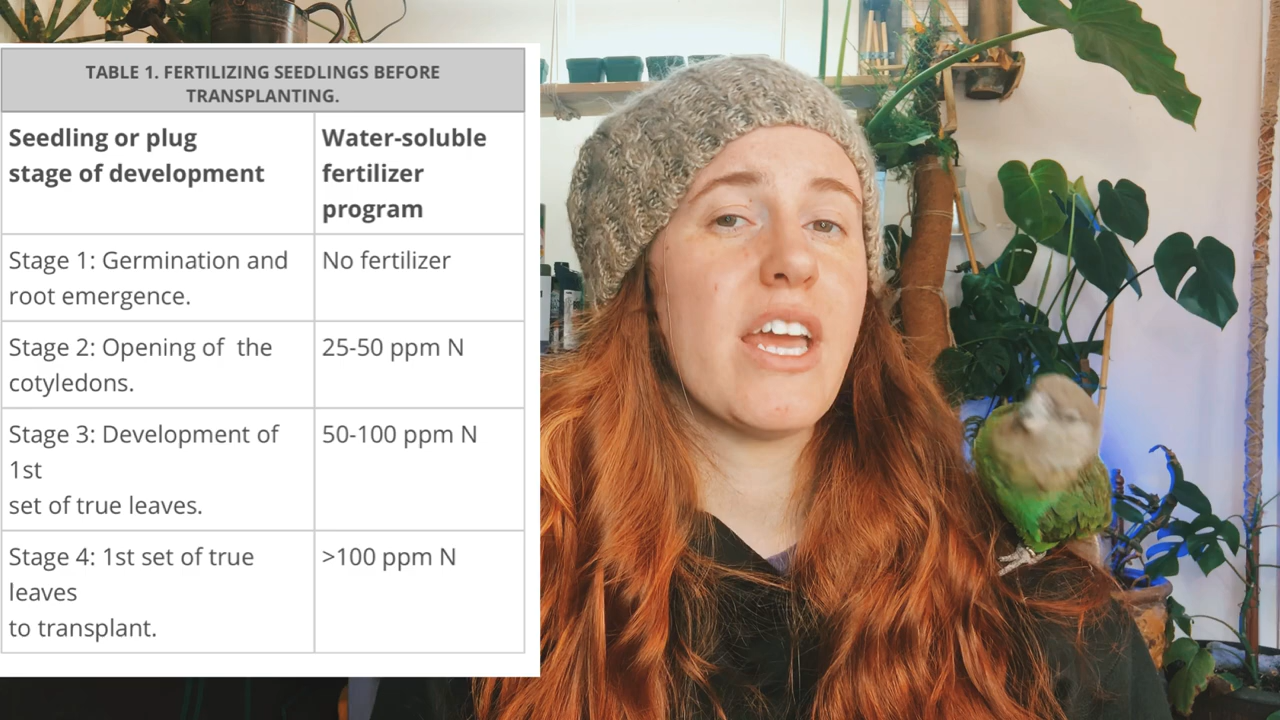 TABLE 1. FERTILIZING SEEDLINGS BEFORE
TRANSPLANTING.
Seedling or plug
stage of development
Water-soluble
fertilizer
program
Stage 1: Germination and
root emergence.
No fertilizer
Stage 2: Opening of the
cotyledons.
25-50 ppm N
Stage 3: Development of
1st
set of true leaves.
50-100 ppm N
Stage 4: 1st set of true
leaves
to transplant.
>100 ppm N